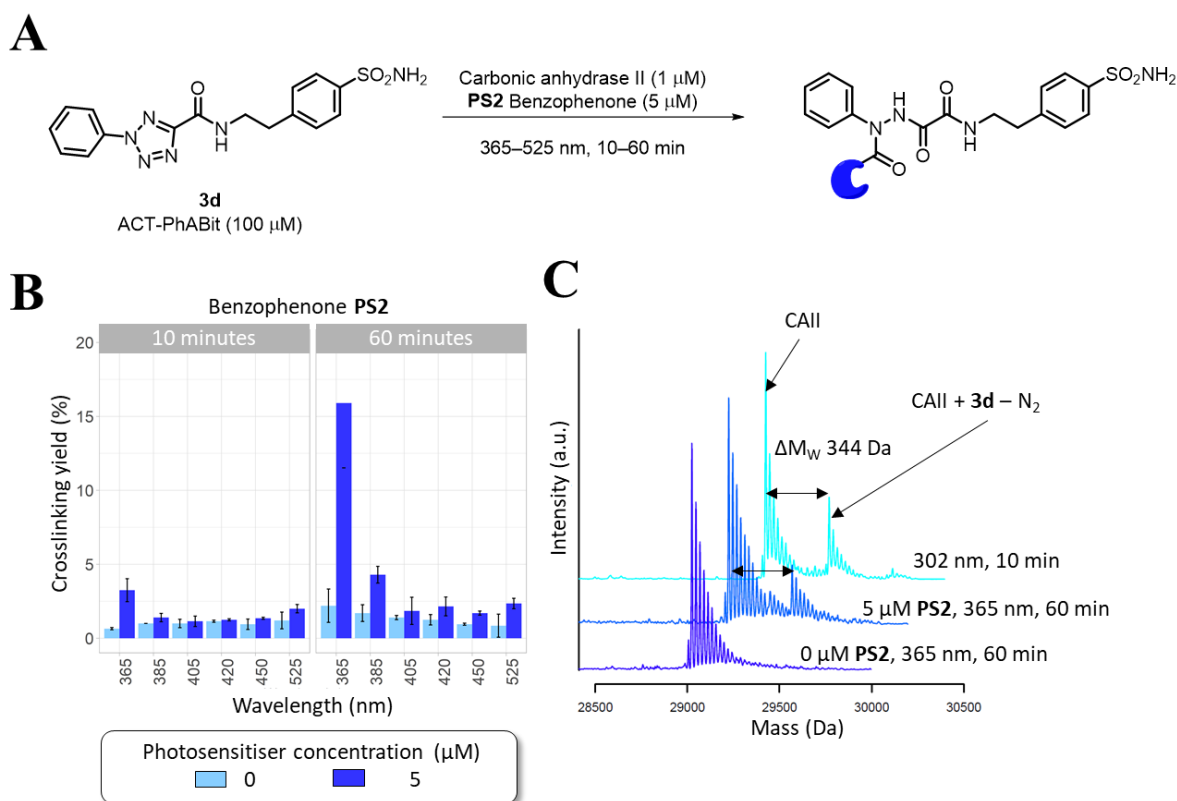 A
SO₂NH₂
O
N
N
N
N
N
H
3d
ACT-PhABit (100 μM)
Carbonic anhydrase II (1 μM)
PS2 Benzophenone (5 μM)
365–525 nm, 10–60 min
SO₂NH₂
H
N
N
O
O
O
N
H
B
Benzophenone PS2
10 minutes
60 minutes
Crosslinking yield (%)
20
15
10
5
0
365
385
405
420
450
525
365
385
405
420
450
525
Wavelength (nm)
Photosensitiser concentration (μM)
0
5
C
CAII
CAII + 3d – N₂
ΔMW 344 Da
Intensity (a.u.)
302 nm, 10 min
5 μM PS2, 365 nm, 60 min
0 μM PS2, 365 nm, 60 min
28500
29000
29500
30000
30500
Mass (Da)